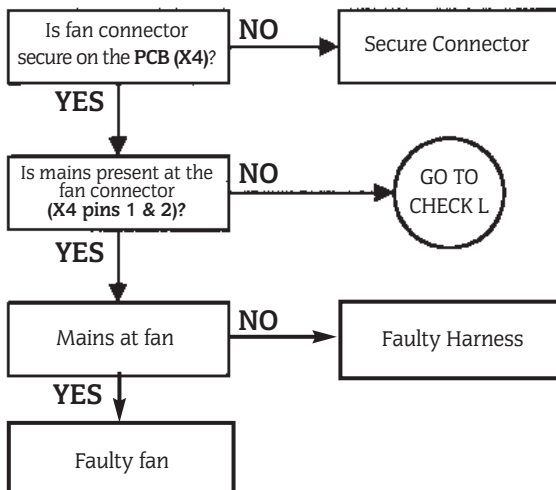 Is fan connector
secure on the PCB (X4)?
NO
Secure Connector
YES
Is mains present at the
fan connector
(X4 pins 1 & 2)?
NO
GO TO
CHECK L
YES
Mains at fan
NO
Faulty Harness
YES
Faulty fan